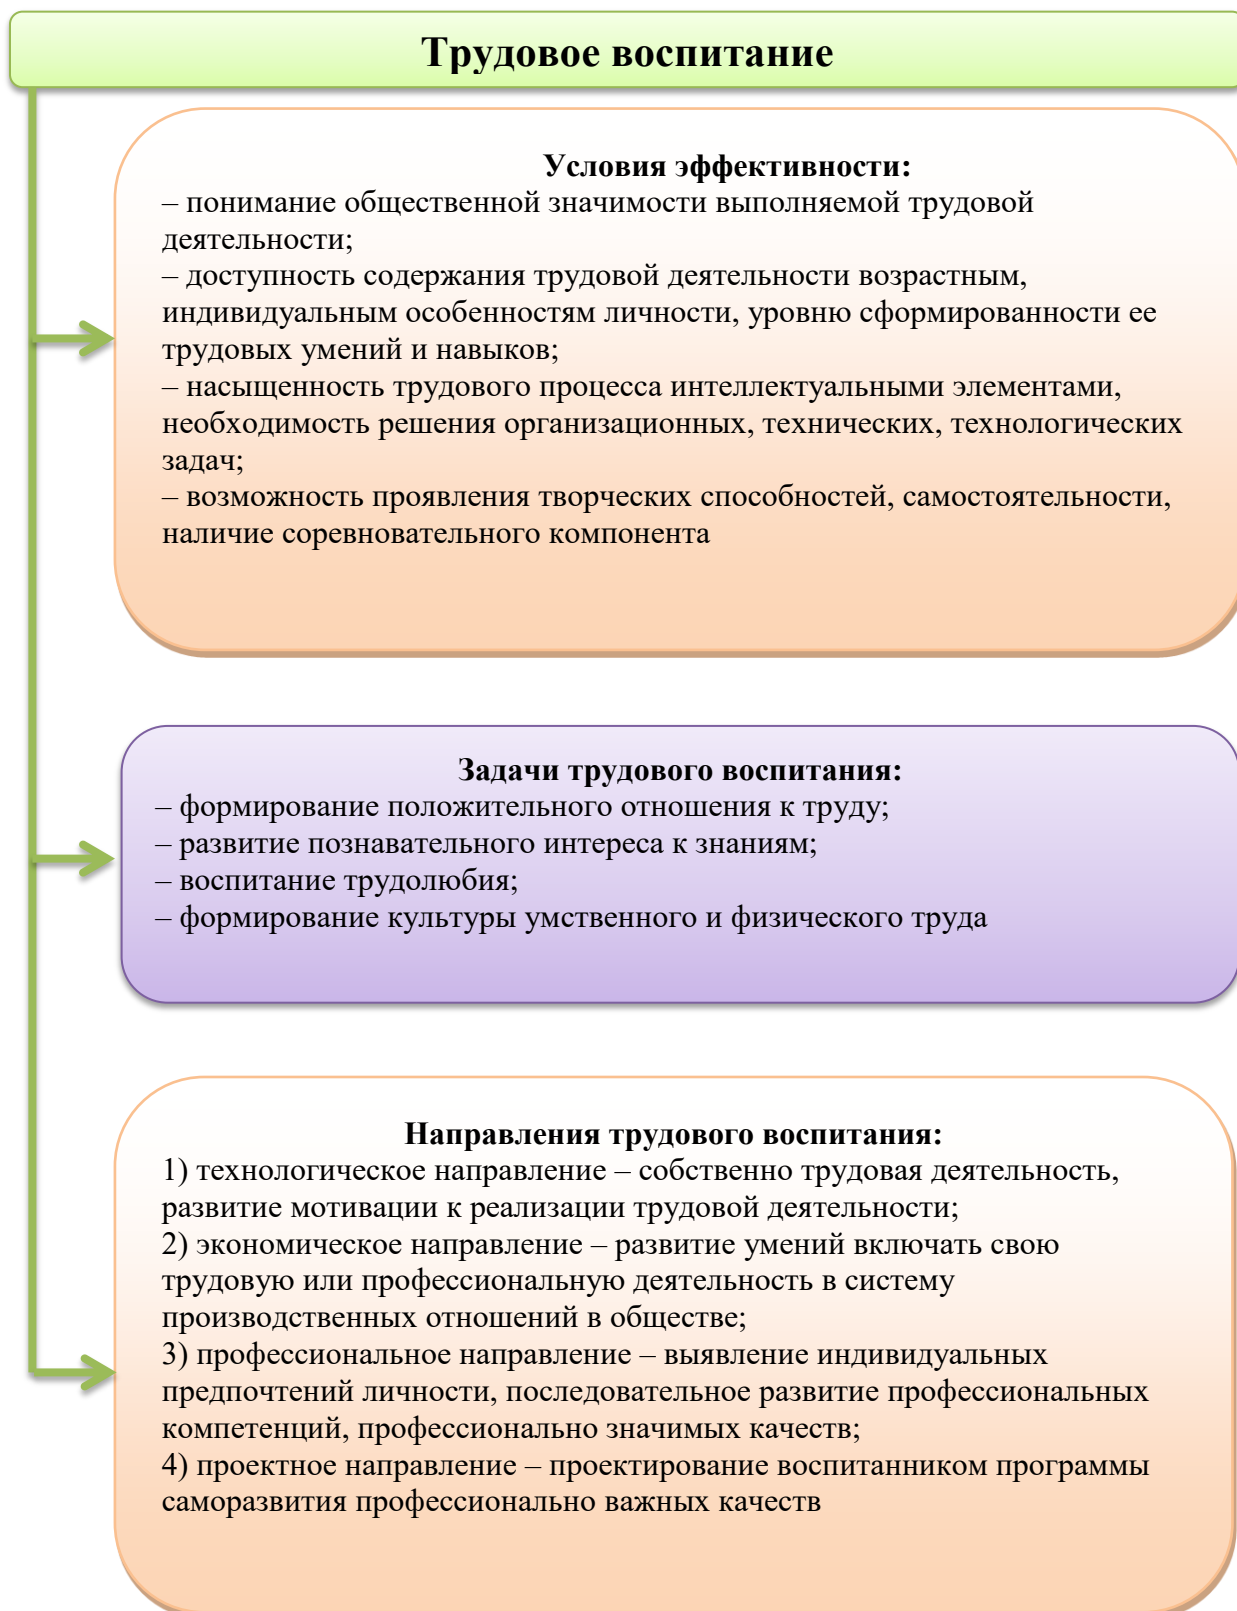 Трудовое воспитание
Условия эффективности:
– понимание общественной значимости выполняемой трудовой
деятельности;
– доступность содержания трудовой деятельности возрастным,
индивидуальным особенностям личности, уровню сформированности ее
трудовых умений и навыков;
– насыщенность трудового процесса интеллектуальными элементами,
необходимость решения организационных, технических, технологических
задач;
– возможность проявления творческих способностей, самостоятельности,
наличие соревновательного компонента
Задачи трудового воспитания:
– формирование положительного отношения к труду;
– развитие познавательного интереса к знаниям;
– воспитание трудолюбия;
– формирование культуры умственного и физического труда
Направления трудового воспитания:
1) технологическое направление – собственно трудовая деятельность,
развитие мотивации к реализации трудовой деятельности;
2) экономическое направление – развитие умений включать свою
трудовую или профессиональную деятельность в систему
производственных отношений в обществе;
3) профессиональное направление – выявление индивидуальных
предпочтений личности, последовательное развитие профессиональных
компетенций, профессионально значимых качеств;
4) проектное направление – проектирование воспитанником программы
саморазвития профессионально важных качеств